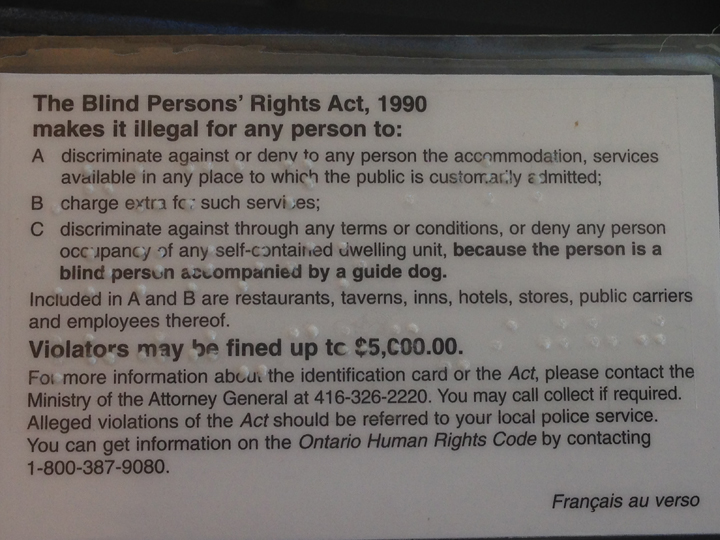 The Blind Persons' Rights Act, 1990
makes it illegal for any person to:
A discriminate against or deny to any person the accommodation, services
available in any place to which the public is customarily admitted;
B charge extra for such services;
C discriminate against through any terms or conditions, or deny any person
occupancy of any self-contained dwelling unit, because the person is a
blind person accompanied by a guide dog.
Included in A and B are restaurants, taverns, inns, hotels, stores, public carriers
and employees thereof.
Violators may be fined up to $5,000.00.
For more information about the identification card or the Act, please contact the
Ministry of the Attorney General at 416-326-2220. You may call collect if required.
Alleged violations of the Act should be referred to your local police service.
You can get information on the Ontario Human Rights Code by contacting
1-800-387-9080.
Français au verso